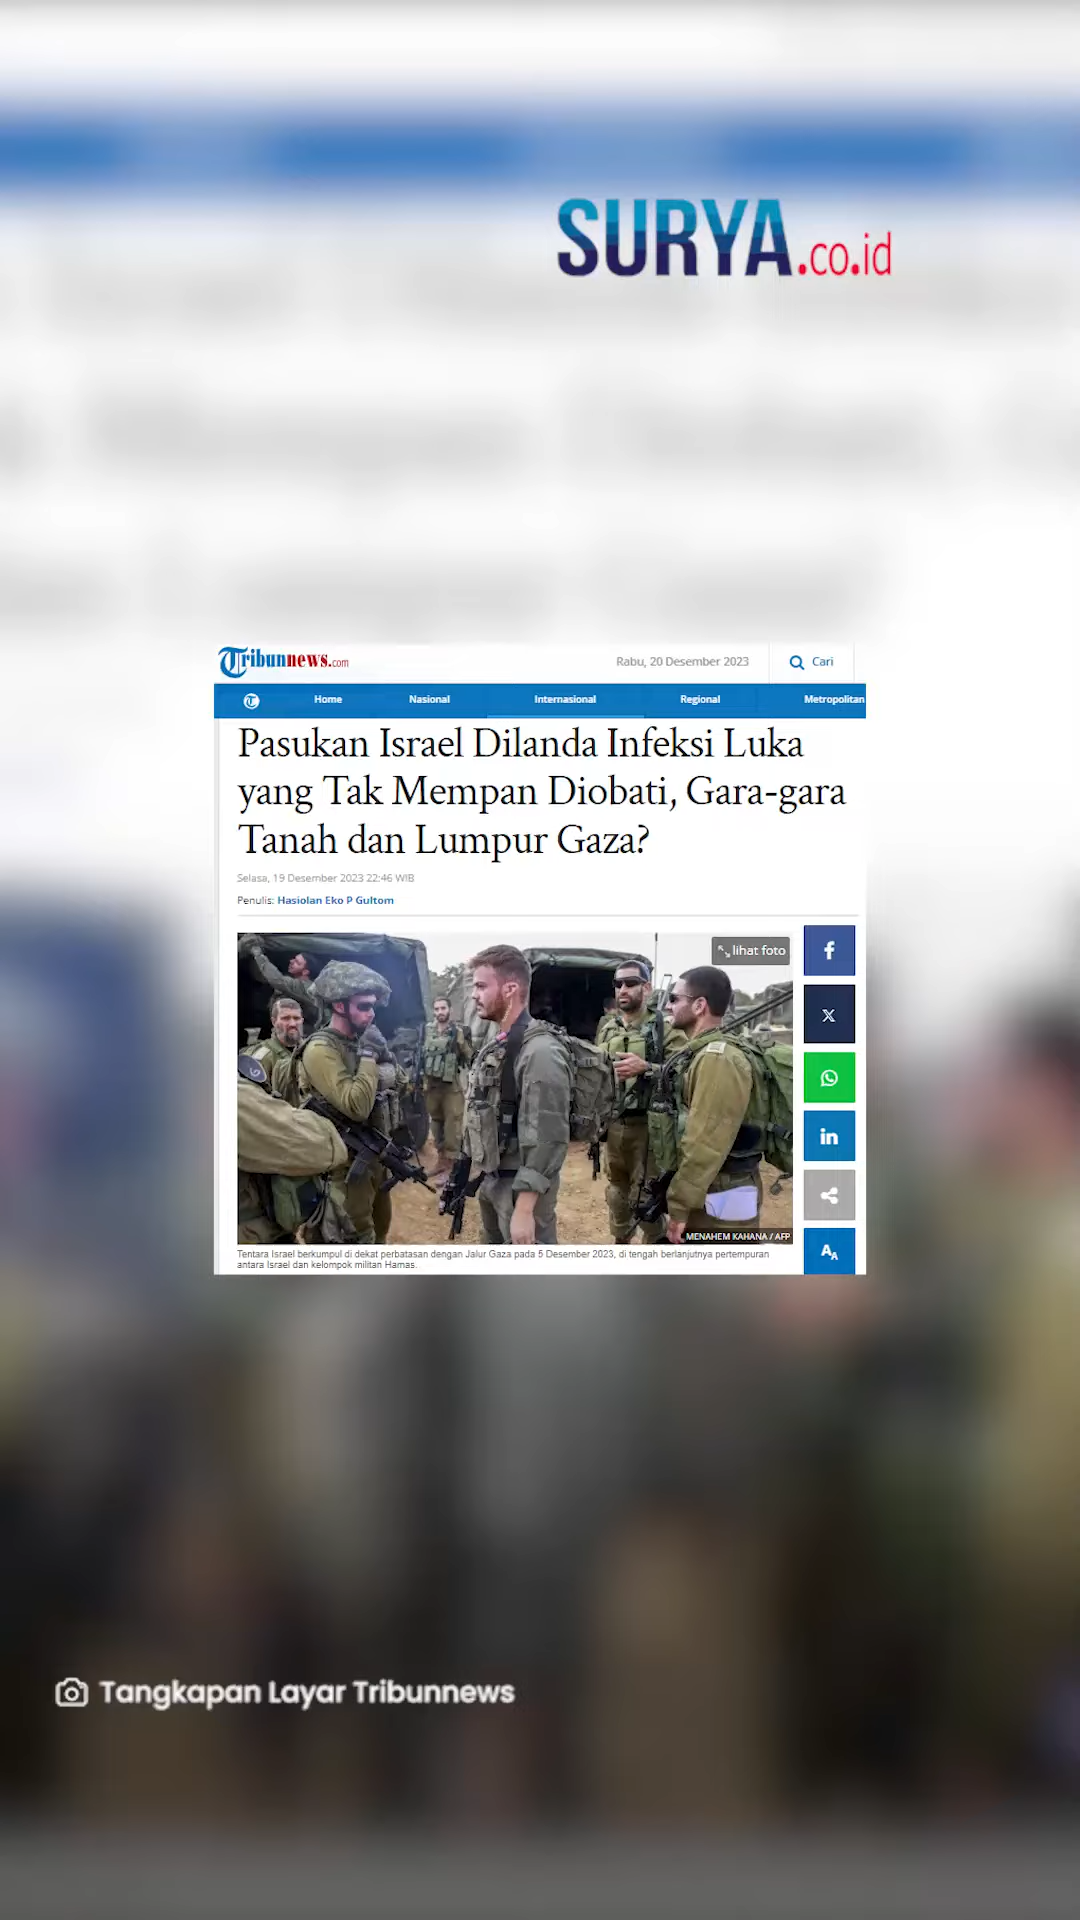 SURYA.co.id
Tribunnews.com
Rabu, 20 Desember 2023
Cari
Home Nasional Internasional Regional Metropolitan
Pasukan Israel Dilanda Infeksi Luka
yang Tak Mempan Diobati, Gara-gara
Tanah dan Lumpur Gaza?
Selasa, 19 Desember 2023 22:46 WIB
Penulis: Hasiolan Eko P Gultom
lihat foto
MENAHEM KAHANA / AFP
Tentara Israel berkumpul di dekat perbatasan dengan Jalur Gaza pada 5 Desember 2023, di tengah berlanjutnya pertempuran
antara Israel dan kelompok militan Hamas.
Tangkapan Layar Tribunnews